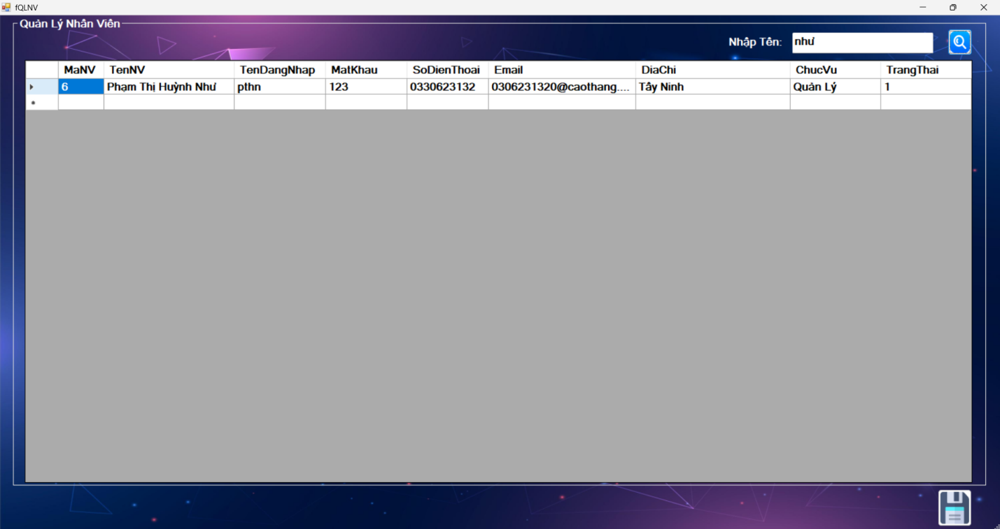 fQLNV
Quản Lý Nhân Viên
Nhập Tên: như
MaNV TenNV TenDangNhap MatKhau SoDienThoai Email DiaChi ChucVu TrangThai
6 Phạm Thị Huỳnh Như pthn 123 0330623132 0306231320@caothang.... Tây Ninh Quản Lý 1